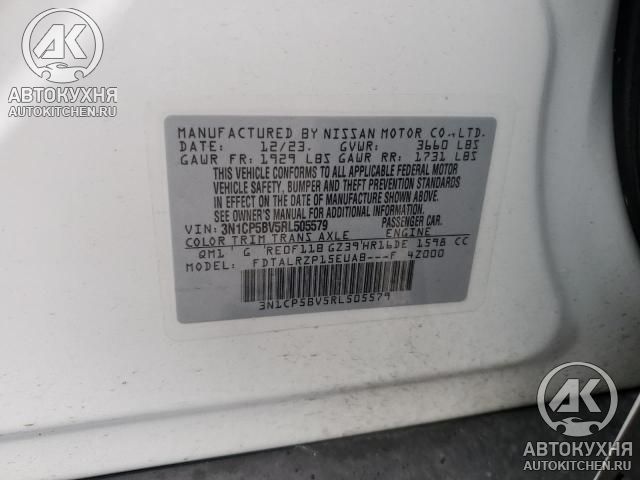 AK
АВТОКУХНЯ
AUTOKITCHEN.RU
MANUFACTURED BY NISSAN MOTOR CO.,LTD.
DATE: 12/23. GVWR: 3660 LBS
GAWR FR: 1929 LBS GAWR RR: 1731 LBS
THIS VEHICLE CONFORMS TO ALL APPLICABLE FEDERAL MOTOR
VEHICLE SAFETY, BUMPER AND THEFT PREVENTION STANDARDS
IN EFFECT ON THE DATE OF MANUFACTURE SHOWN ABOVE.
SEE OWNER'S MANUAL FOR ADDITIONAL INFORMATION.
VIN: 3N1CP5BV5RL505579 PASSENGER CAR
COLOR TRIM TRANS AXLE ENGINE
QM1 G RE0F11B GZ39 HR16DE 1598 CC
MODEL: FDTALRZP15EUAB---F 4Z000
3N1CP5BV5RL505579
AK
АВТОКУХНЯ
AUTOKITCHEN.RU